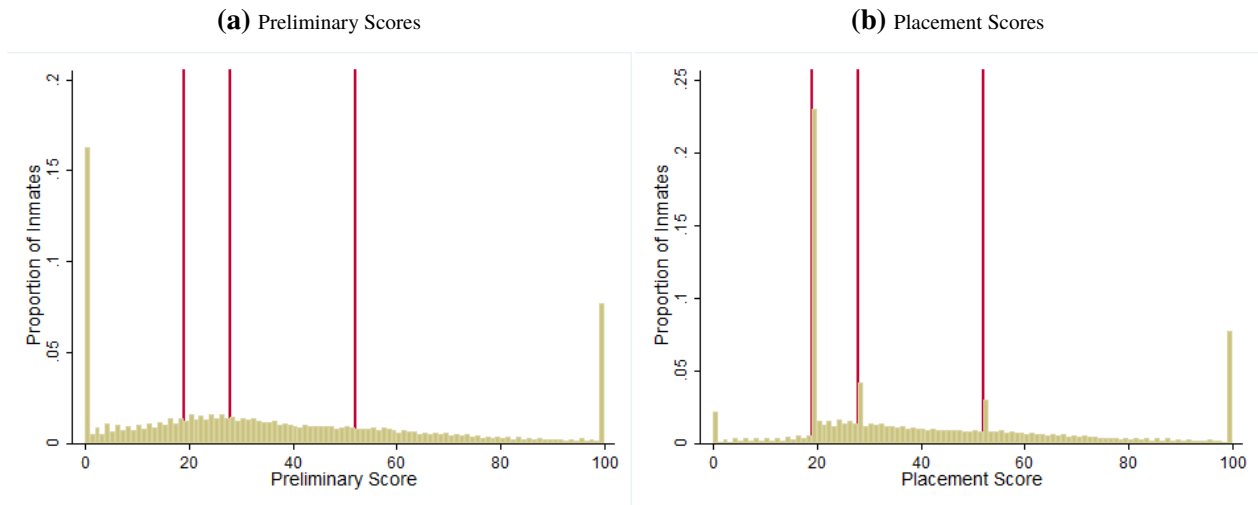 (a) Preliminary Scores
.2
.15
.1
.05
0
Proportion of Inmates
0 20 40 60 80 100
Preliminary Score
(b) Placement Scores
.25
.2
.15
.1
.05
0
Proportion of Inmates
0 20 40 60 80 100
Placement Score